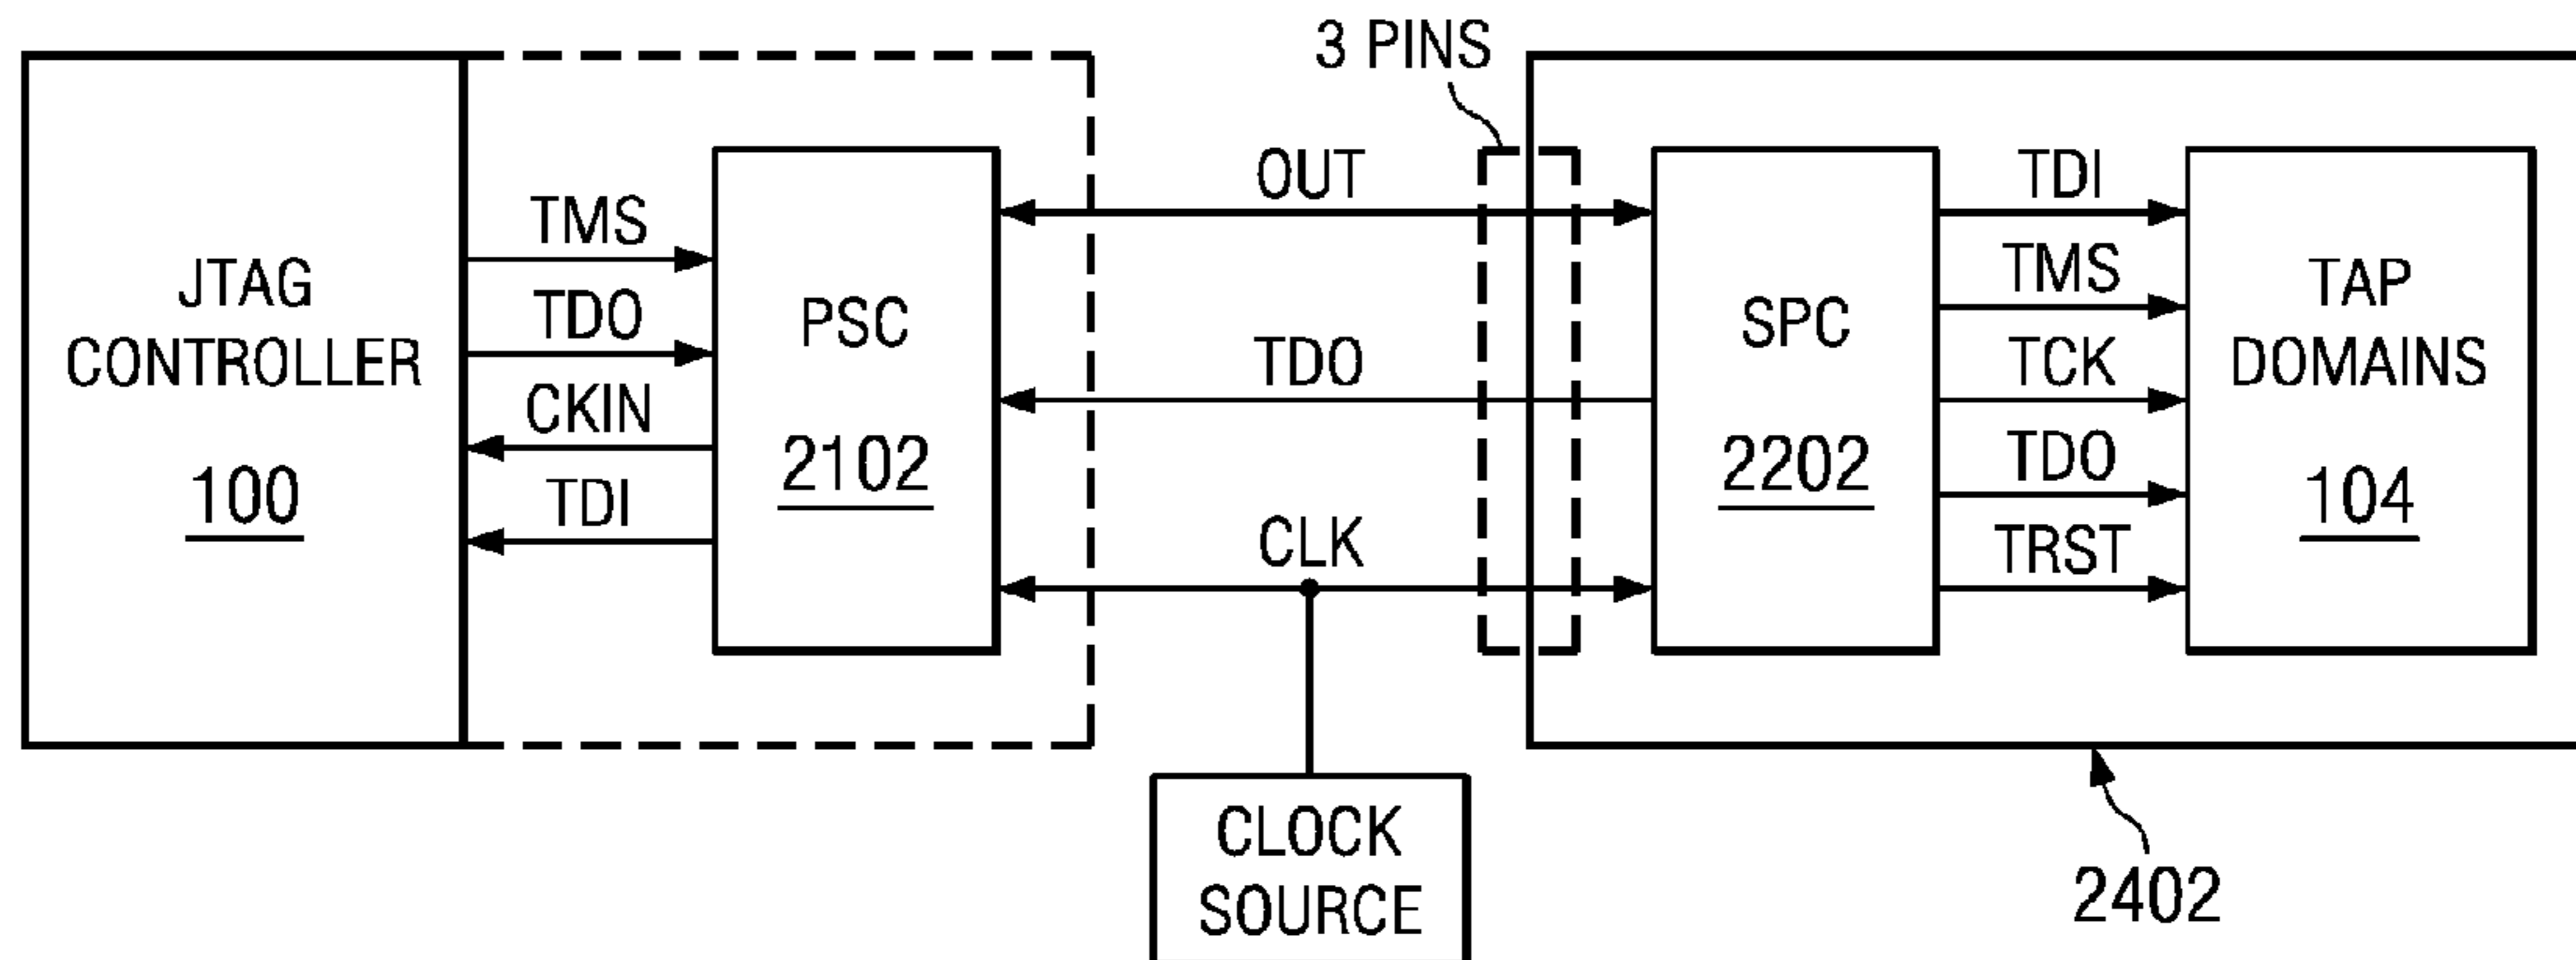 3 PINS
JTAG
CONTROLLER
100
TMS
TDO
CKIN
TDI
PSC
2102
OUT
TDO
CLK
CLOCK
SOURCE
SPC
2202
TDI
TMS
TCK
TDO
TRST
TAP
DOMAINS
104
2402